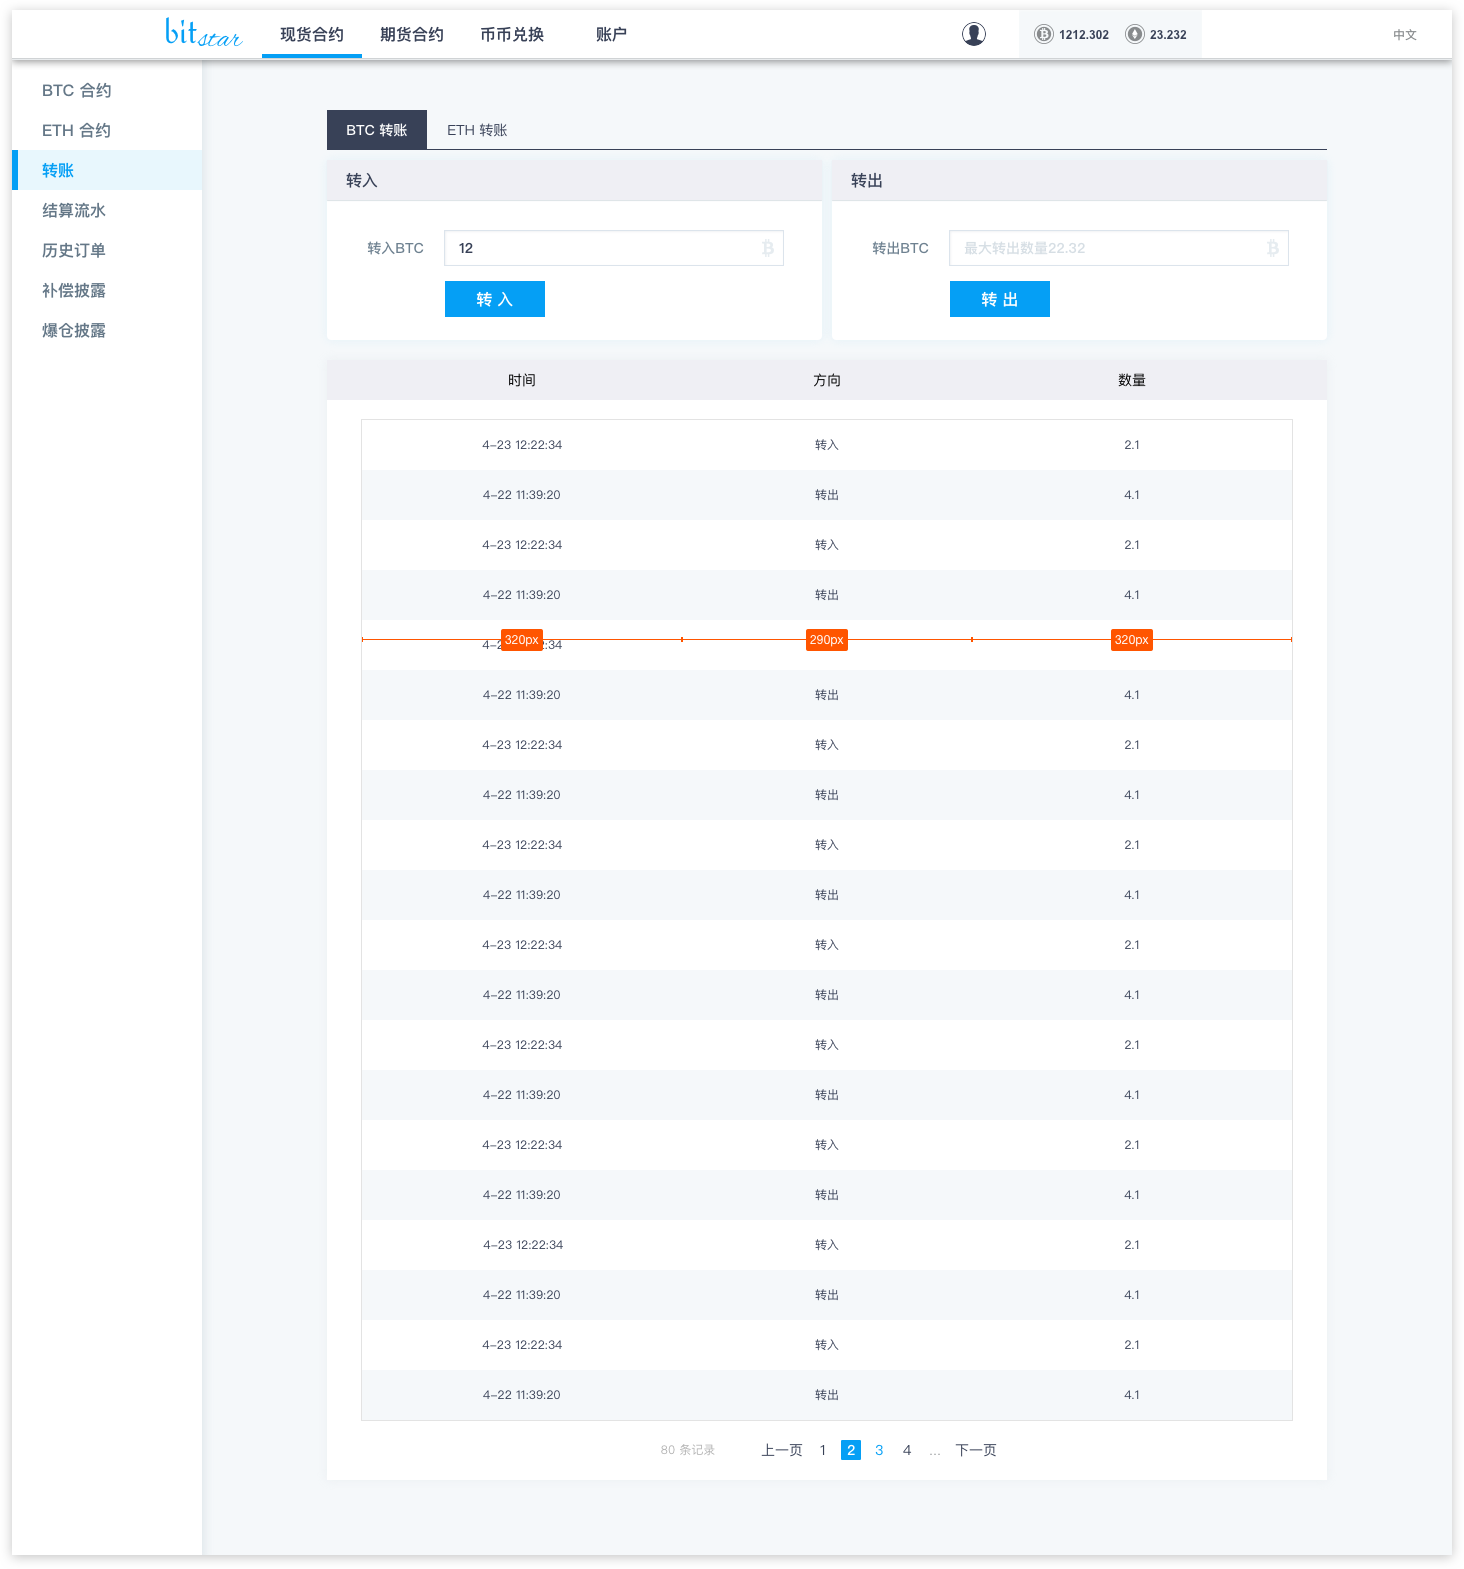 bitstar 现货合约 期货合约 币币兑换 账户 1212.302 23.232 中文
BTC 合约
ETH 合约
转账
结算流水
历史订单
补偿披露
爆仓披露
BTC 转账 ETH 转账
转入 转出
转入BTC 12 转出BTC 最大转出数量22.32
转 入 转 出
时间 方向 数量
4-23 12:22:34 转入 2.1
4-22 11:39:20 转出 4.1
4-23 12:22:34 转入 2.1
4-22 11:39:20 转出 4.1
320px 290px 320px
4-2 :34
4-22 11:39:20 转出 4.1
4-23 12:22:34 转入 2.1
4-22 11:39:20 转出 4.1
4-23 12:22:34 转入 2.1
4-22 11:39:20 转出 4.1
4-23 12:22:34 转入 2.1
4-22 11:39:20 转出 4.1
4-23 12:22:34 转入 2.1
4-22 11:39:20 转出 4.1
4-23 12:22:34 转入 2.1
4-22 11:39:20 转出 4.1
4-23 12:22:34 转入 2.1
4-22 11:39:20 转出 4.1
4-23 12:22:34 转入 2.1
4-22 11:39:20 转出 4.1
80 条记录 上一页 1 2 3 4 ... 下一页